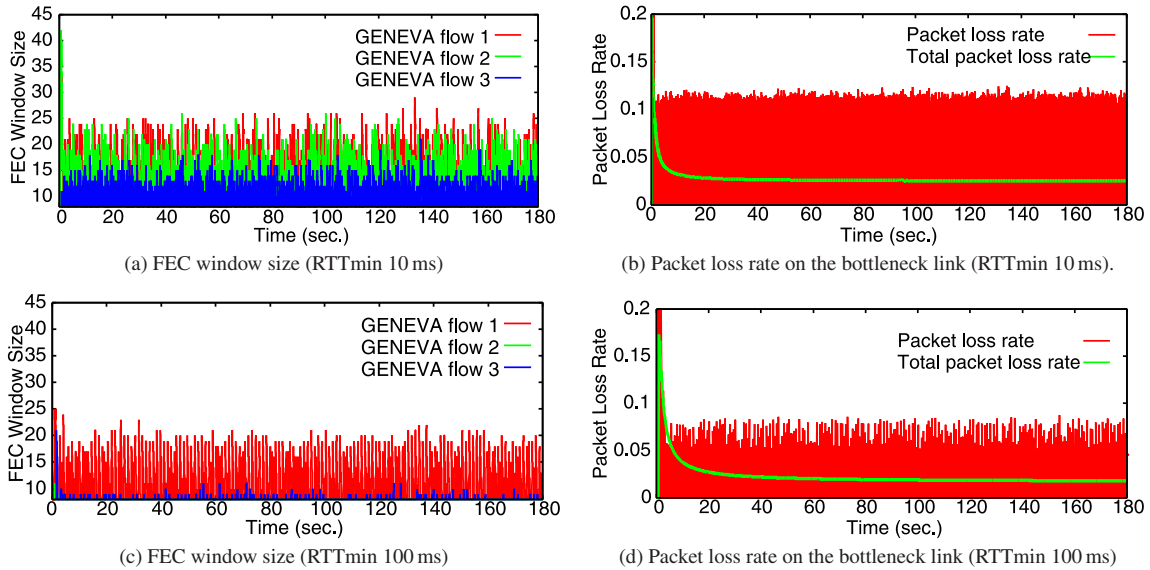 FEC Window Size
45
40
35
30
25
20
15
10
0 20 40 60 80 100 120 140 160 180
Time (sec.)
GENEVA flow 1
GENEVA flow 2
GENEVA flow 3
(a) FEC window size (RTTmin 10 ms)
Packet Loss Rate
0.2
0.15
0.1
0.05
0
0 20 40 60 80 100 120 140 160 180
Time (sec.)
Packet loss rate
Total packet loss rate
(b) Packet loss rate on the bottleneck link (RTTmin 10 ms).
FEC Window Size
45
40
35
30
25
20
15
10
0 20 40 60 80 100 120 140 160 180
Time (sec.)
GENEVA flow 1
GENEVA flow 2
GENEVA flow 3
(c) FEC window size (RTTmin 100 ms)
Packet Loss Rate
0.2
0.15
0.1
0.05
0
0 20 40 60 80 100 120 140 160 180
Time (sec.)
Packet loss rate
Total packet loss rate
(d) Packet loss rate on the bottleneck link (RTTmin 100 ms)